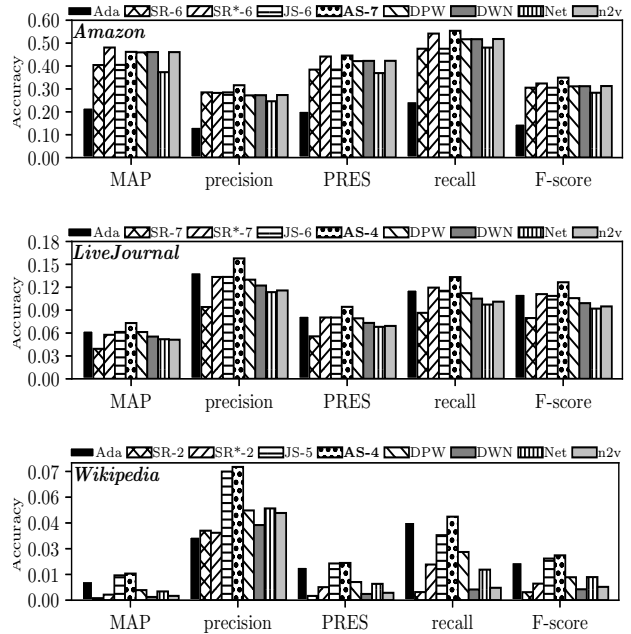 Ada SR-6 SR*-6 JS-6 AS-7 DPW DWN Net n2v
0.60
Amazon
0.50
0.40
0.30
0.20
0.10
0.00
Accuracy
MAP precision PRES recall F-score
Ada SR-7 SR*-7 JS-6 AS-4 DPW DWN Net n2v
0.18
LiveJournal
0.15
0.12
0.09
0.06
0.03
0.00
Accuracy
MAP precision PRES recall F-score
Ada SR-2 SR*-2 JS-5 AS-4 DPW DWN Net n2v
Wikipedia
0.07
0.06
0.04
0.03
0.01
0.00
Accuracy
MAP precision PRES recall F-score